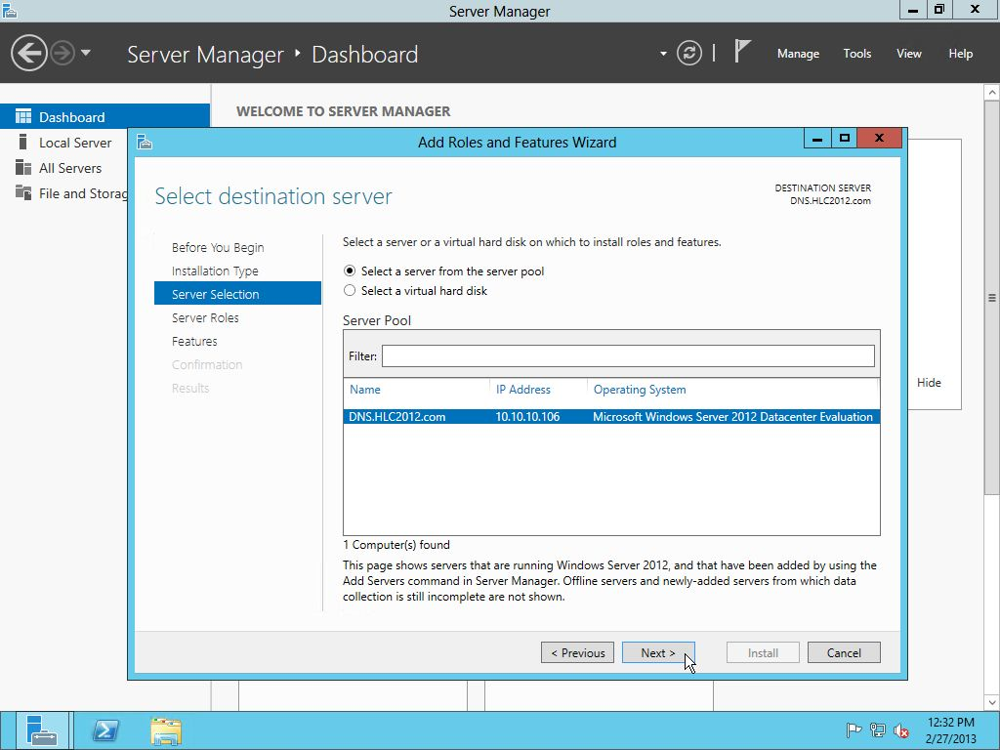 Server Manager
Server Manager ‣ Dashboard
Manage
Tools
View
Help
Dashboard
Local Server
All Servers
File and Storag
WELCOME TO SERVER MANAGER
Hide
Add Roles and Features Wizard
Select destination server
DESTINATION SERVER
DNS.HLC2012.com
Before You Begin
Installation Type
Server Selection
Server Roles
Features
Confirmation
Results
Select a server or a virtual hard disk on which to install roles and features.
Select a server from the server pool
Select a virtual hard disk
Server Pool
Filter:
Name IP Address Operating System
DNS.HLC2012.com 10.10.10.106 Microsoft Windows Server 2012 Datacenter Evaluation
1 Computer(s) found
This page shows servers that are running Windows Server 2012, and that have been added by using the
Add Servers command in Server Manager. Offline servers and newly-added servers from which data
collection is still incomplete are not shown.
< Previous
Next >
Install
Cancel
12:32 PM
2/27/2013